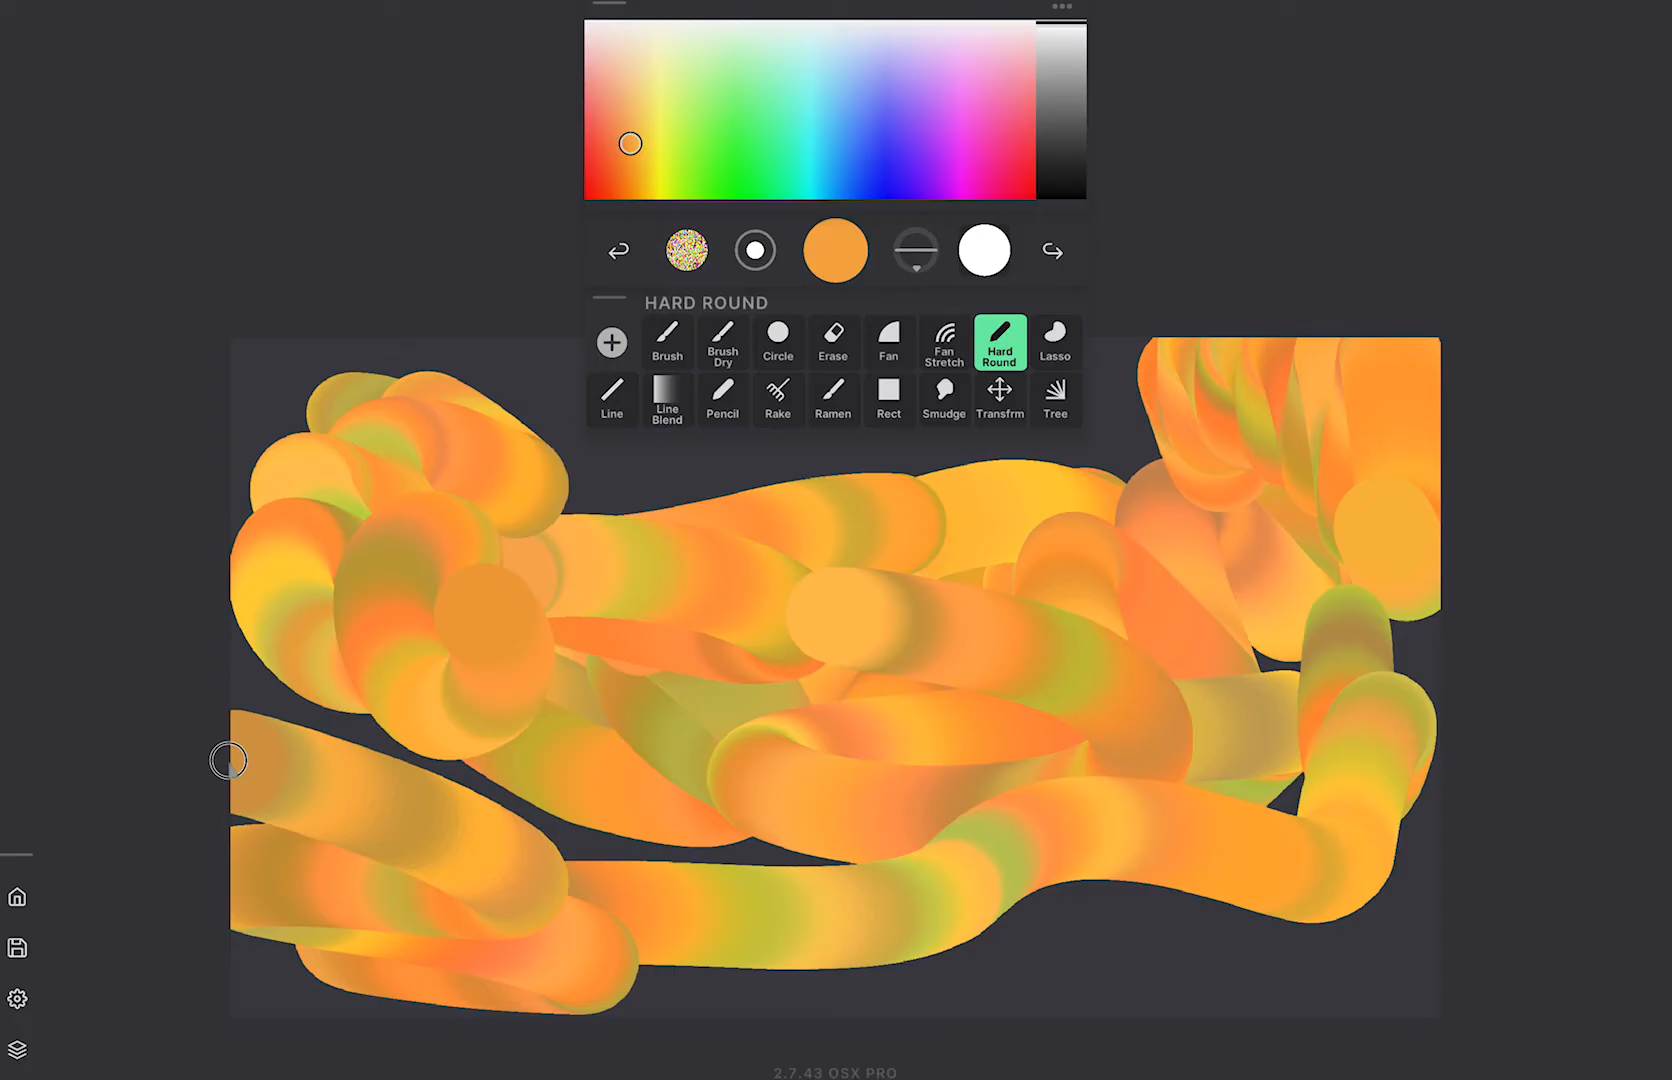 HARD ROUND
Brush
Brush
Dry
Circle
Erase
Fan
Fan
Stretch
Hard
Round
Lasso
Line
Line
Blend
Pencil
Rake
Ramen
Rect
Smudge
Transfrm
Tree
2.7.43 OSX PRO